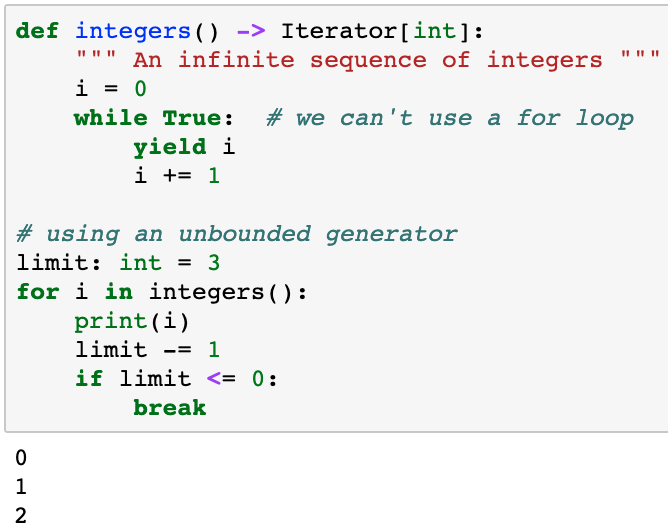 def integers() -> Iterator[int]:
    """ An infinite sequence of integers """
    i = 0
    while True:  # we can't use a for loop
        yield i
        i += 1

# using an unbounded generator
limit: int = 3
for i in integers():
    print(i)
    limit -= 1
    if limit <= 0:
        break
0
1
2